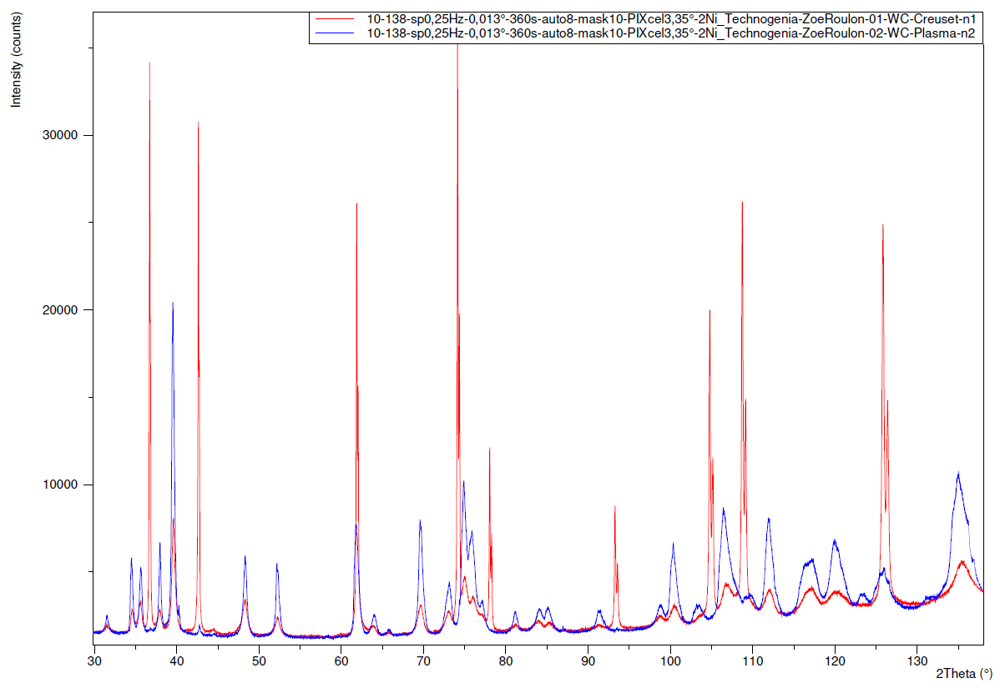 10-138-sp0,25Hz-0,013°-360s-auto8-mask10-PIXcel3,35°-2Ni_Technogenia-ZoeRoulon-01-WC-Creuset-n1
10-138-sp0,25Hz-0,013°-360s-auto8-mask10-PIXcel3,35°-2Ni_Technogenia-ZoeRoulon-02-WC-Plasma-n2
Intensity (counts)
30000
20000
10000
30 40 50 60 70 80 90 100 110 120 130
2Theta (°)